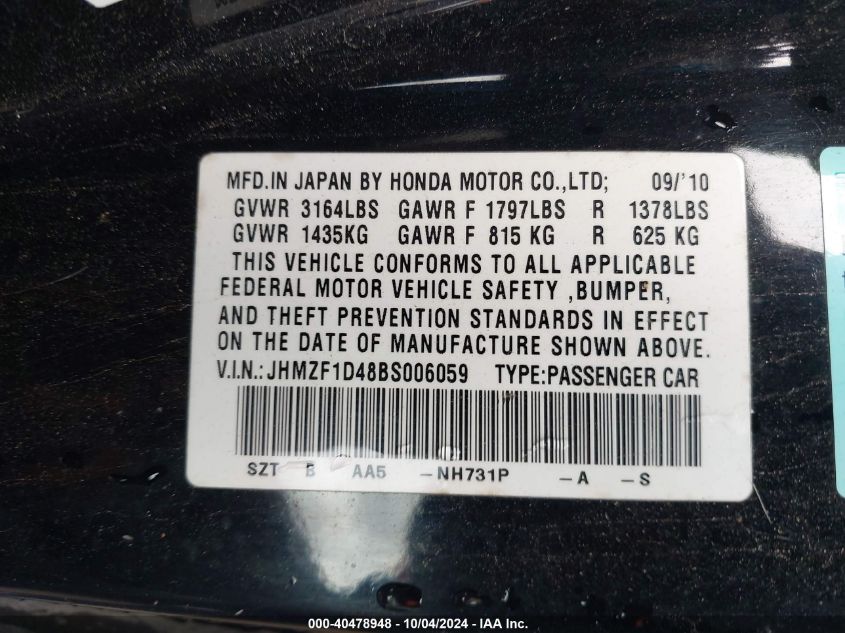 MFD.IN JAPAN BY HONDA MOTOR CO.,LTD; 09/'10
GVWR 3164LBS GAWR F 1797LBS R 1378LBS
GVWR 1435KG GAWR F 815 KG R 625 KG
THIS VEHICLE CONFORMS TO ALL APPLICABLE
FEDERAL MOTOR VEHICLE SAFETY ,BUMPER,
AND THEFT PREVENTION STANDARDS IN EFFECT
ON THE DATE OF MANUFACTURE SHOWN ABOVE.
V.I.N.: JHMZF1D48BS006059 TYPE:PASSENGER CAR
SZT B AA5 -NH731P -A -S
000-40478948 - 10/04/2024 - IAA Inc.